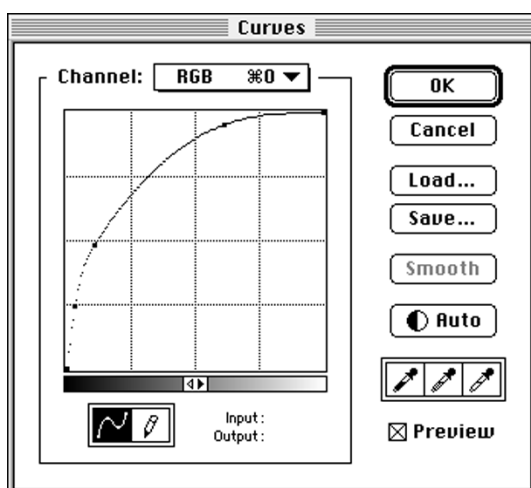 Curves
Channel: RGB ⌘0
OK
Cancel
Load...
Save...
Smooth
Auto
Input:
Output:
Preview